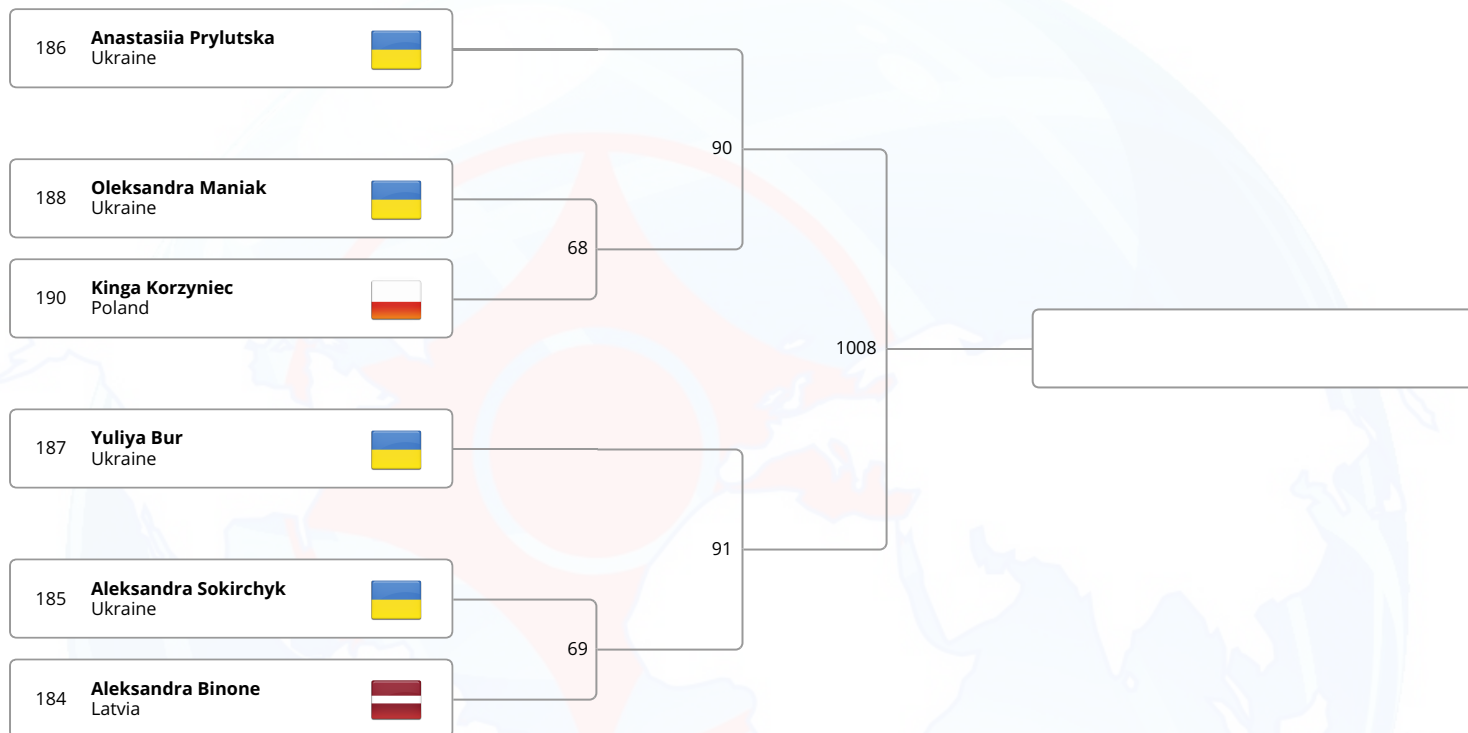 186
Anastasiia Prylutska
Ukraine
90
188
Oleksandra Maniak
Ukraine
68
190
Kinga Korzyniec
Poland
1008
187
Yuliya Bur
Ukraine
91
185
Aleksandra Sokirchyk
Ukraine
69
184
Aleksandra Binone
Latvia